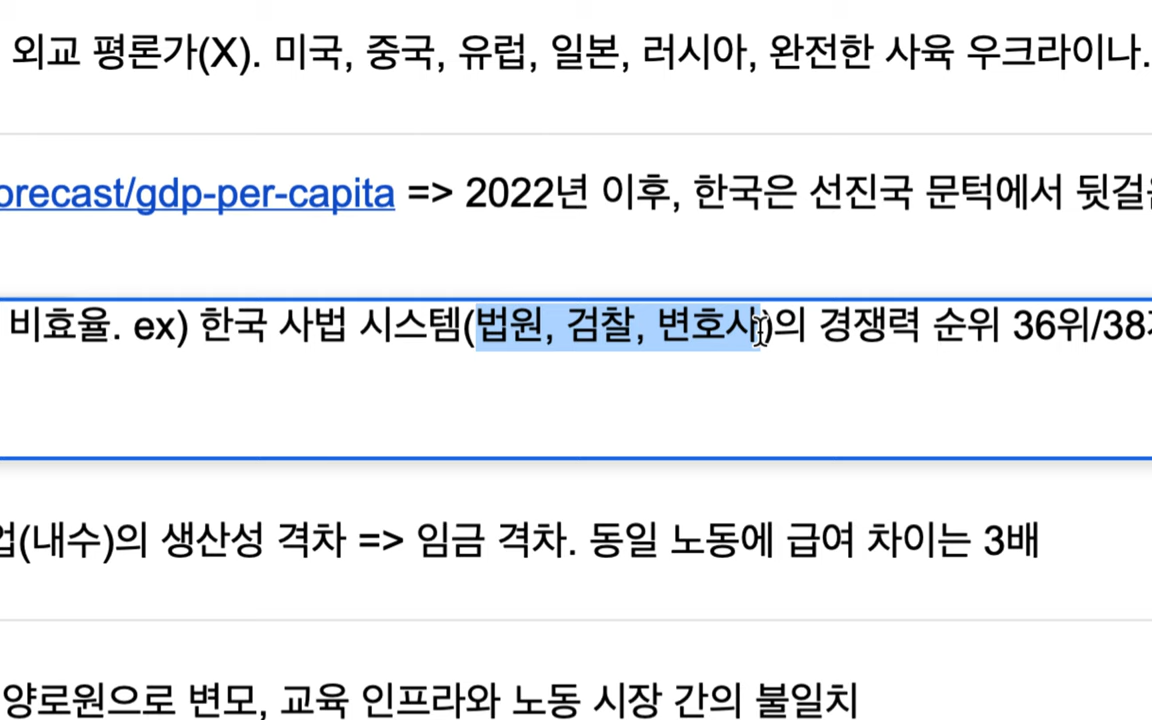 외교 평론가(X). 미국, 중국, 유럽, 일본, 러시아, 완전한 사육 우크라이나.
orecast/gdp-per-capita => 2022년 이후, 한국은 선진국 문턱에서 뒷걸
비효율. ex) 한국 사법 시스템(법원, 검찰, 변호사)의 경쟁력 순위 36위/38
업(내수)의 생산성 격차 => 임금 격차. 동일 노동에 급여 차이는 3배
양로원으로 변모, 교육 인프라와 노동 시장 간의 불일치